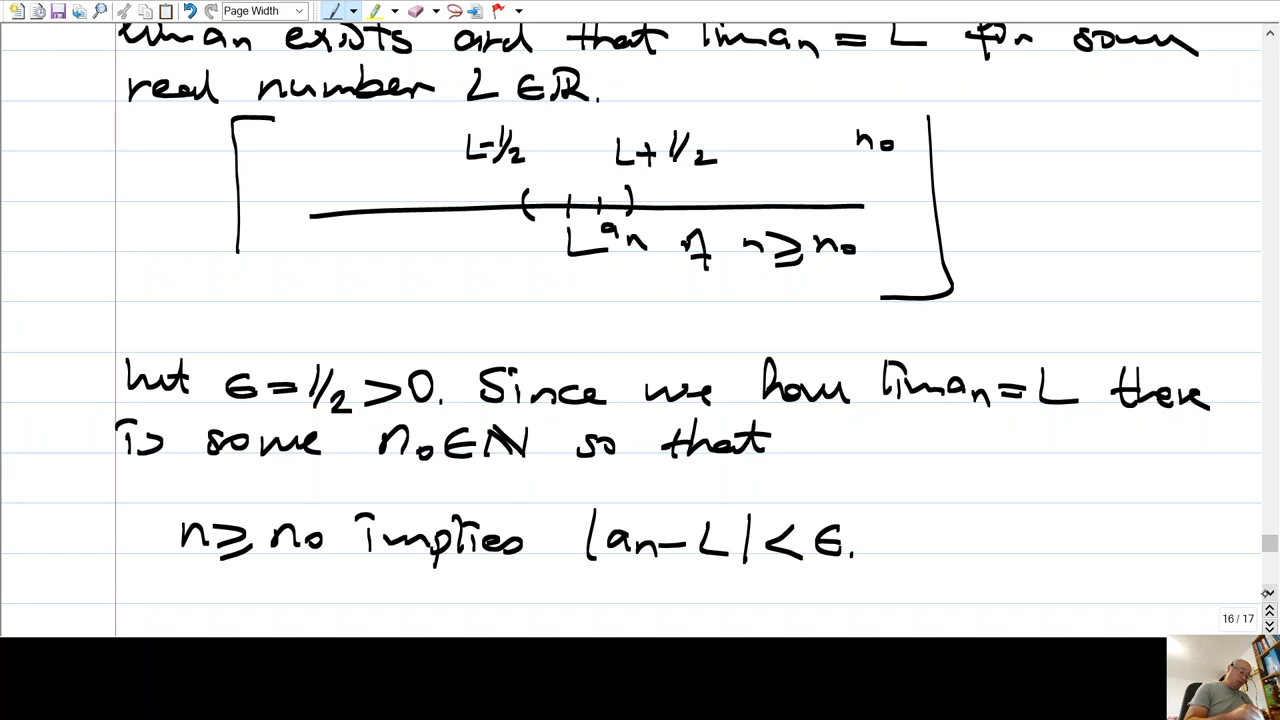 Page Width
lim an exists and that lim an = L for some
real number L ∈ ℝ.
L-1/2 L+1/2 n₀
( )
L aₙ if n ≥ n₀
Let ϵ = 1/2 > 0. Since we have lim aₙ = L there
is some n₀ ∈ ℕ so that
n ≥ n₀ implies |aₙ - L| < ϵ.
16 / 17